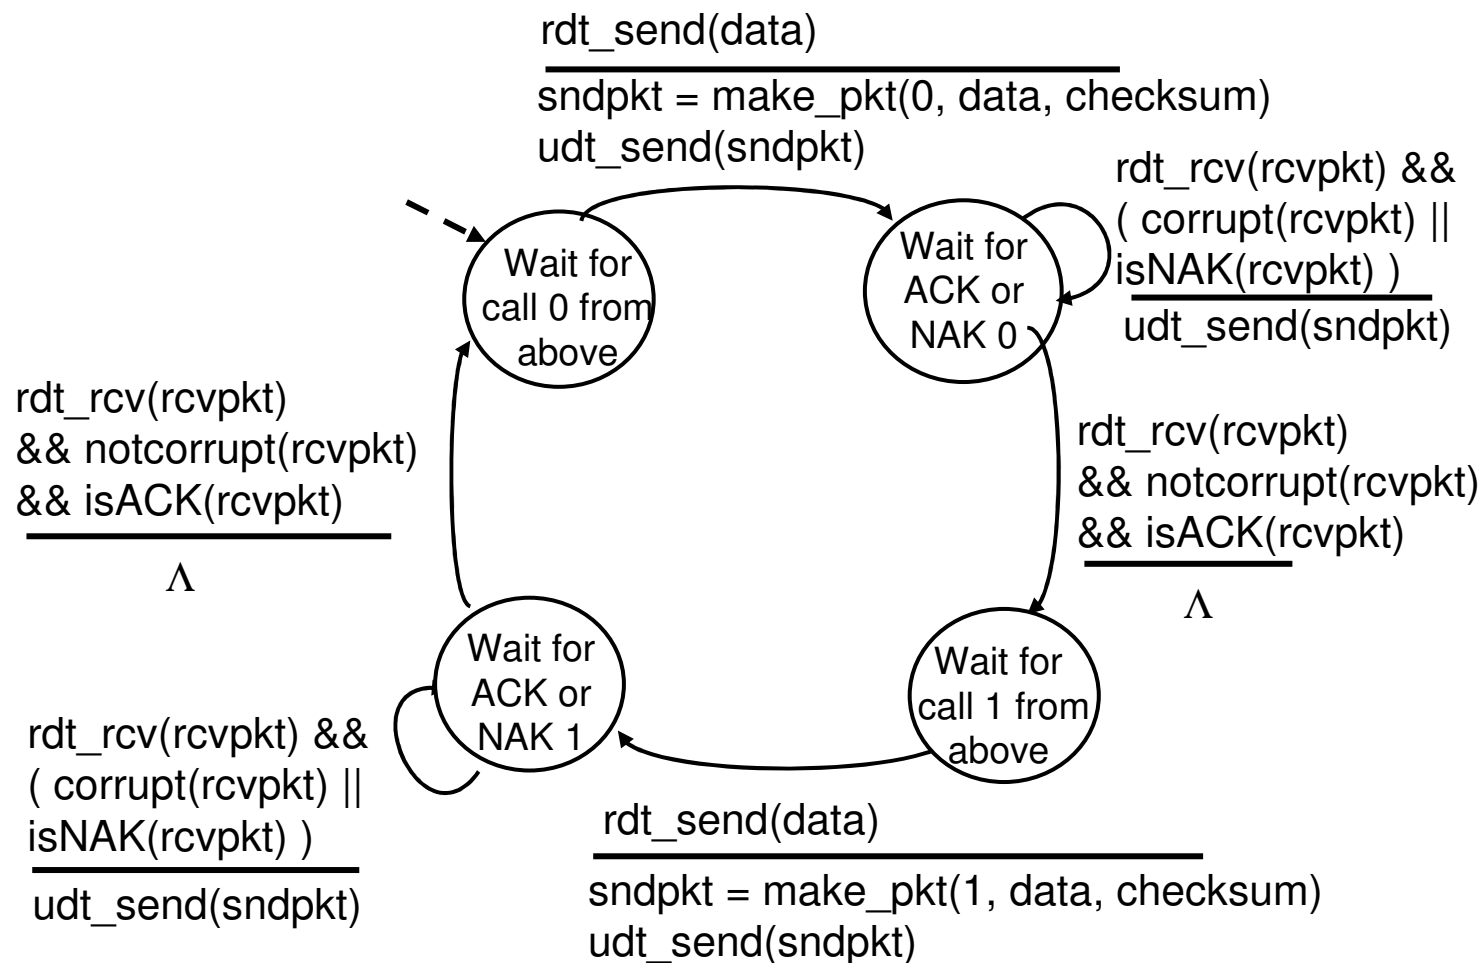 rdt_send(data)
sndpkt = make_pkt(0, data, checksum)
udt_send(sndpkt)
rdt_rcv(rcvpkt) &&
( corrupt(rcvpkt) ||
isNAK(rcvpkt) )
udt_send(sndpkt)
Wait for
call 0 from
above
Wait for
ACK or
NAK 0
rdt_rcv(rcvpkt)
&& notcorrupt(rcvpkt)
&& isACK(rcvpkt)
Λ
rdt_rcv(rcvpkt)
&& notcorrupt(rcvpkt)
&& isACK(rcvpkt)
Λ
Wait for
ACK or
NAK 1
Wait for
call 1 from
above
rdt_rcv(rcvpkt) &&
( corrupt(rcvpkt) ||
isNAK(rcvpkt) )
udt_send(sndpkt)
rdt_send(data)
sndpkt = make_pkt(1, data, checksum)
udt_send(sndpkt)